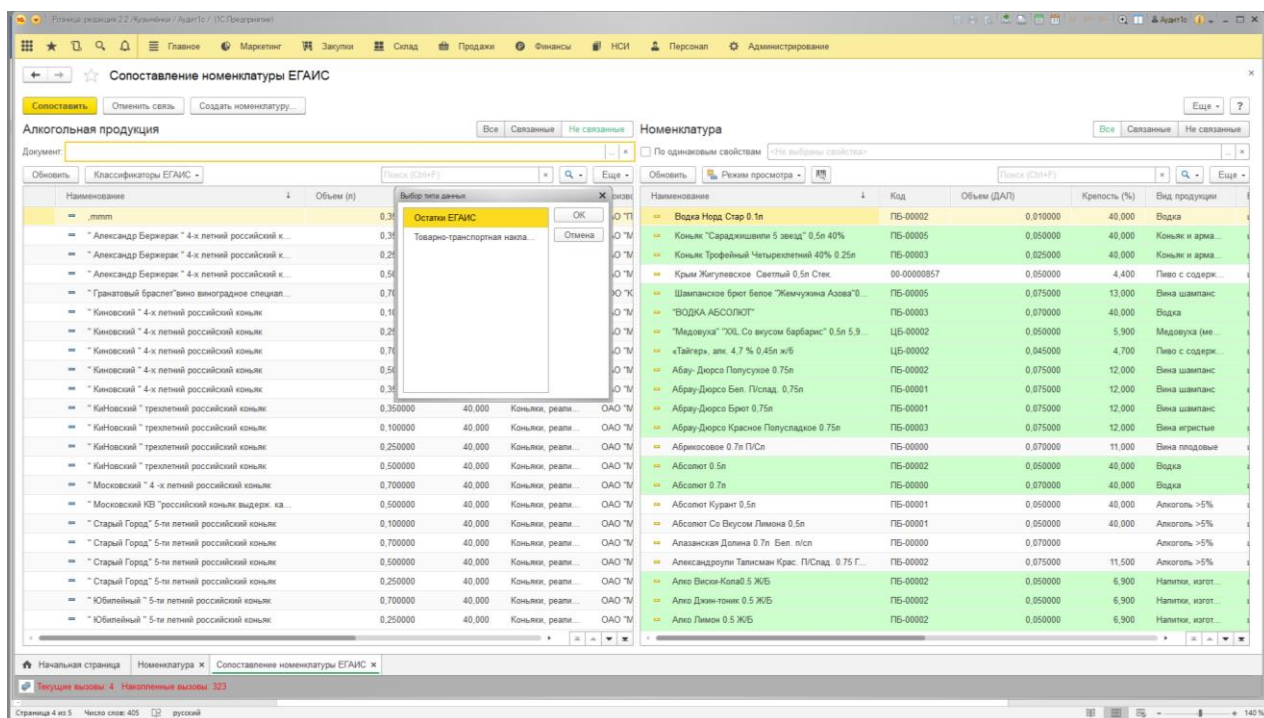 Розница, редакция 2.2 /Кузьмёнки / Аудит1с / (1С:Предприятие)
Аудит1с
Главное Маркетинг Закупки Склад Продажи Финансы НСИ Персонал Администрирование
Сопоставление номенклатуры ЕГАИС
Сопоставить Отменить связь Создать номенклатуру... Еще ?
Алкогольная продукция Все Связанные Не связанные Номенклатура Все Связанные Не связанные
Документ: По одинаковым свойствам <Не выбраны свойства>
Обновить Классификаторы ЕГАИС Поиск (Ctrl+F) Еще Обновить Режим просмотра Поиск (Ctrl+F) Еще
Наименование Объем (л) Наименование Код Объем (ДАЛ) Крепость (%) Вид продукции
Выбор типа данных
Остатки ЕГАИС OK
Товарно-транспортная накла... Отмена
,mmm Водка Норд Стар 0.1л ПБ-00002 0,010000 40,000 Водка
" Александр Бержерак " 4-х летний российский к... Коньяк "Сараджишвили 5 звезд" 0,5л 40% ПБ-00005 0,050000 40,000 Коньяк и арма...
" Александр Бержерак " 4-х летний российский к... Коньяк Трофейный Четырехлетний 40% 0.25л ПБ-00003 0,025000 40,000 Коньяк и арма...
" Александр Бержерак " 4-х летний российский к... Крым Жигулевское Светлый 0,5л Стек. 00-00000857 0,050000 4,400 Пиво с содерж...
" Гранатовый браслет"вино виноградное специал... Шампанское брют белое "Жемчужина Азова"0... ПБ-00005 0,075000 13,000 Вина шампанс
" Киновский " 4-х летний российский коньяк "ВОДКА АБСОЛЮТ" ПБ-00003 0,070000 40,000 Водка
" Киновский " 4-х летний российский коньяк "Медовуха" "XXL.Со вкусом барбарис" 0,5л 5,9... ЦБ-00002 0,050000 5,900 Медовуха (ме...
" Киновский " 4-х летний российский коньяк «Тайгер», алк. 4,7 % 0,45л ж/б ЦБ-00002 0,045000 4,700 Пиво с содерж...
" Киновский " 4-х летний российский коньяк Абау- Дюрсо Полусухое 0.75л ПБ-00002 0,075000 12,000 Вина шампанс
" Киновский " 4-х летний российский коньяк Абрау-Дюрсо Бел. П/слад. 0,75л ПБ-00001 0,075000 12,000 Вина шампанс
" КиНовский " трехлетний российский коньяк 0,350000 40,000 Коньяки, реали... ОАО "М Абрау-Дюрсо Брют 0,75л ПБ-00001 0,075000 12,000 Вина шампанс
" КиНовский " трехлетний российский коньяк 0,100000 40,000 Коньяки, реали... ОАО "М Абрау-Дюрсо Красное Полусладкое 0.75л ПБ-00003 0,075000 12,000 Вина игристые
" КиНовский " трехлетний российский коньяк 0,250000 40,000 Коньяки, реали... ОАО "М Абрикосовое 0.7л П/Сл ПБ-00000 0,070000 11,000 Вина плодовые
" КиНовский " трехлетний российский коньяк 0,500000 40,000 Коньяки, реали... ОАО "М Абсолют 0.5л ПБ-00002 0,050000 40,000 Водка
" Московский " 4 -х летний российский коньяк 0,700000 40,000 Коньяки, реали... ОАО "М Абсолют 0.7л ПБ-00000 0,070000 40,000 Водка
" Московский КВ "российский коньяк выдерж. ка... 0,500000 40,000 Коньяки, реали... ОАО "М Абсолют Курант 0,5л ПБ-00001 0,050000 40,000 Алкоголь >5%
" Старый Город" 5-ти летний российский коньяк 0,100000 40,000 Коньяки, реали... ОАО "М Абсолют Со Вкусом Лимона 0,5л ПБ-00001 0,050000 40,000 Алкоголь >5%
" Старый Город" 5-ти летний российский коньяк 0,700000 40,000 Коньяки, реали... ОАО "М Алазанская Долина 0.7л Бел. п/сл ПБ-00000 0,070000 Алкоголь >5%
" Старый Город" 5-ти летний российский коньяк 0,500000 40,000 Коньяки, реали... ОАО "М Александроули Талисман Крас. П/Слад. 0.75 Г... ПБ-00002 0,075000 11,500 Алкоголь >5%
" Старый Город" 5-ти летний российский коньяк 0,250000 40,000 Коньяки, реали... ОАО "М Алко Виски-Кола0.5 Ж/Б ПБ-00002 0,050000 6,900 Напитки, изгот...
" Юбилейный " 5-ти летний российский коньяк 0,700000 40,000 Коньяки, реали... ОАО "М Алко Джин-тоник 0.5 Ж/Б ПБ-00002 0,050000 6,900 Напитки, изгот...
" Юбилейный " 5-ти летний российский коньяк 0,250000 40,000 Коньяки, реали... ОАО "М Алко Лимон 0.5 Ж/Б ПБ-00002 0,050000 6,900 Напитки, изгот...
Начальная страница Номенклатура Сопоставление номенклатуры ЕГАИС
Текущие вызовы: 4 Накопленные вызовы: 323
Страница 4 из 5 Число слов: 405 русский 140 %